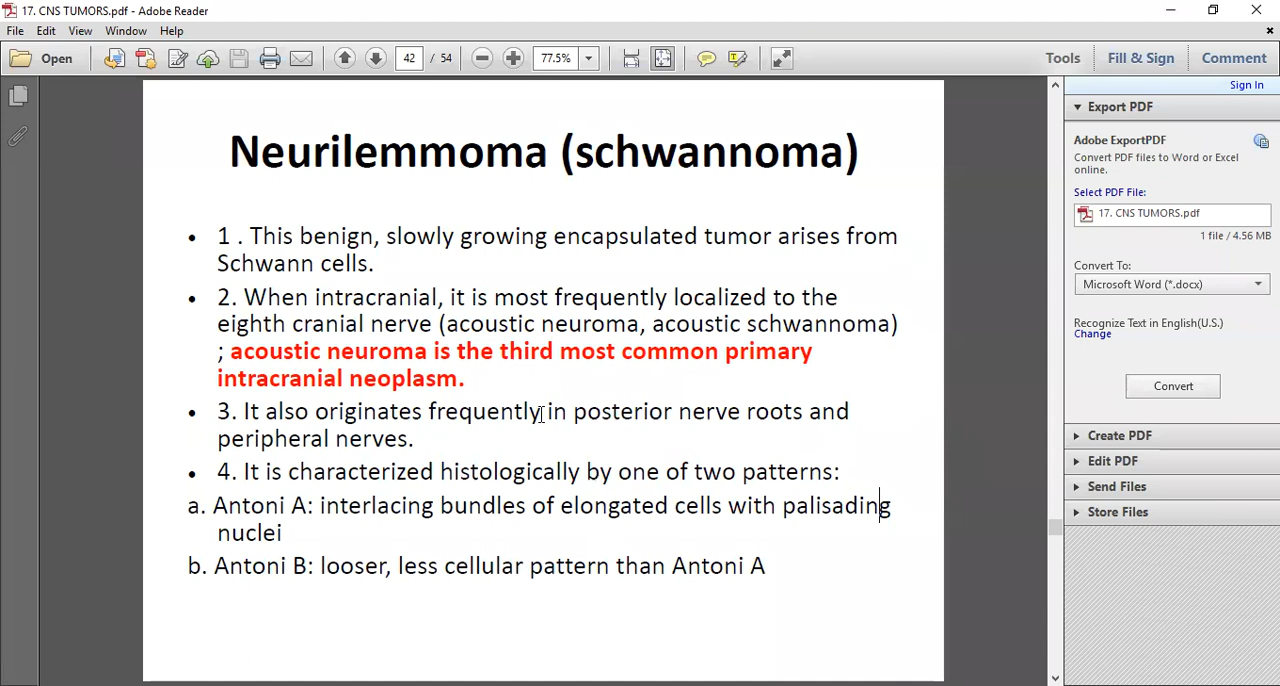 17. CNS TUMORS.pdf - Adobe Reader
File Edit View Window Help
Open 42 / 54 77.5% Tools Fill & Sign Comment
Sign In
Export PDF
Adobe ExportPDF
Convert PDF files to Word or Excel
online.
Select PDF File:
17. CNS TUMORS.pdf
1 file / 4.56 MB
Convert To:
Microsoft Word (*.docx)
Recognize Text in English(U.S.)
Change
Convert
Create PDF
Edit PDF
Send Files
Store Files
Neurilemmoma (schwannoma)
• 1 . This benign, slowly growing encapsulated tumor arises from
Schwann cells.
• 2. When intracranial, it is most frequently localized to the
eighth cranial nerve (acoustic neuroma, acoustic schwannoma)
; acoustic neuroma is the third most common primary
intracranial neoplasm.
• 3. It also originates frequently in posterior nerve roots and
peripheral nerves.
• 4. It is characterized histologically by one of two patterns:
a. Antoni A: interlacing bundles of elongated cells with palisading
nuclei
b. Antoni B: looser, less cellular pattern than Antoni A